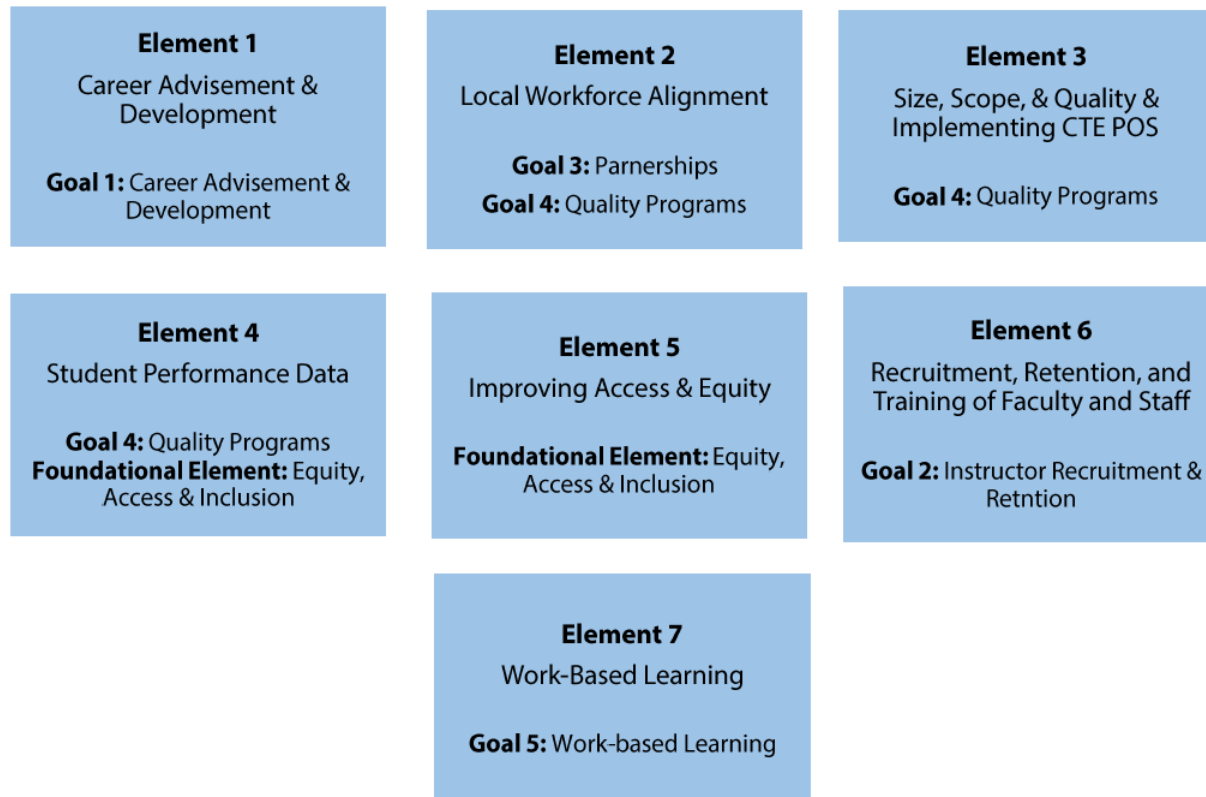 Element 1
Career Advisement &
Development
Goal 1: Career Advisement &
Development
Element 2
Local Workforce Alignment
Goal 3: Parnerships
Goal 4: Quality Programs
Element 3
Size, Scope, & Quality &
Implementing CTE POS
Goal 4: Quality Programs
Element 4
Student Performance Data
Goal 4: Quality Programs
Foundational Element: Equity,
Access & Inclusion
Element 5
Improving Access & Equity
Foundational Element: Equity,
Access & Inclusion
Element 6
Recruitment, Retention, and
Training of Faculty and Staff
Goal 2: Instructor Recruitment &
Retntion
Element 7
Work-Based Learning
Goal 5: Work-based Learning